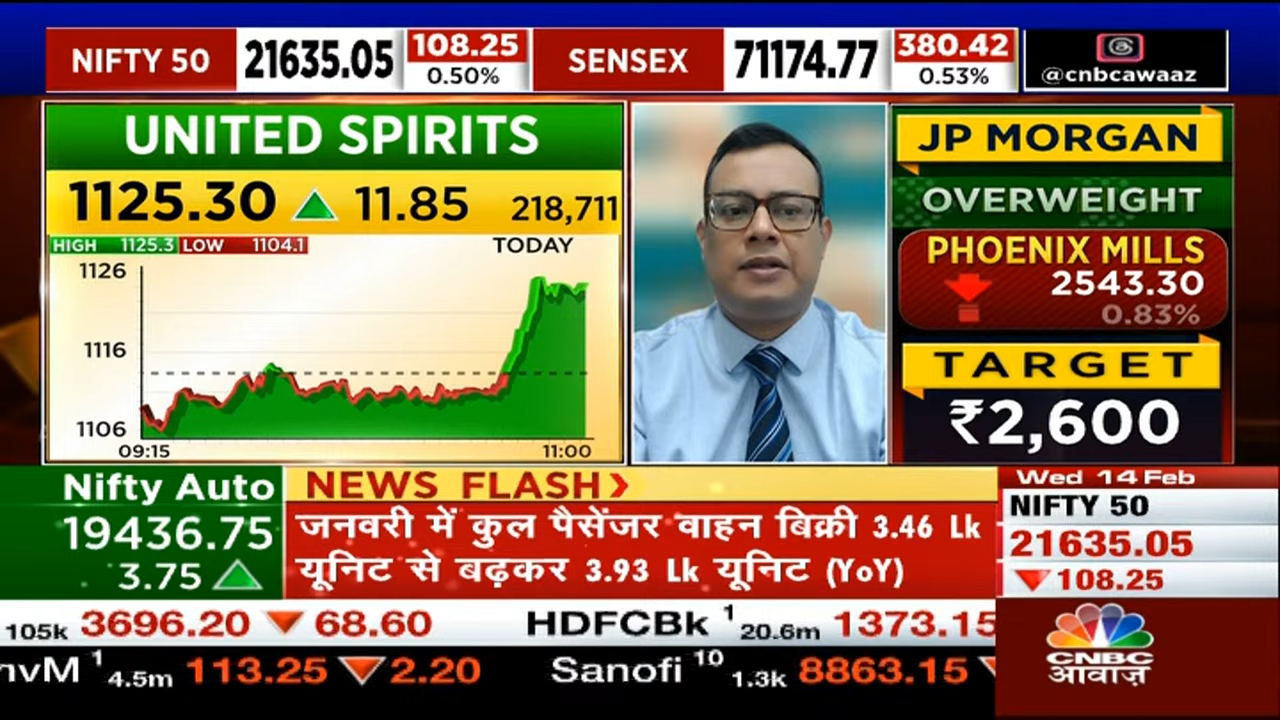 NIFTY 50 21635.05 108.25 0.50% SENSEX 71174.77 380.42 0.53% @cnbcawaaz
UNITED SPIRITS
1125.30 11.85 218,711
HIGH 1125.3 LOW 1104.1 TODAY
1126
1116
1106
09:15 11:00
JP MORGAN
OVERWEIGHT
PHOENIX MILLS
2543.30
0.83%
TARGET
₹2,600
Nifty Auto
19436.75
3.75
NEWS FLASH
जनवरी में कुल पैसेंजर वाहन बिक्री 3.46 Lk
यूनिट से बढ़कर 3.93 Lk यूनिट (YoY)
Wed 14 Feb
NIFTY 50
21635.05
108.25
105k 3696.20 68.60 HDFCBk 1 20.6m 1373.15
nvM 1 4.5m 113.25 2.20 Sanofi 10 1.3k 8863.15
CNBC
आवाज़